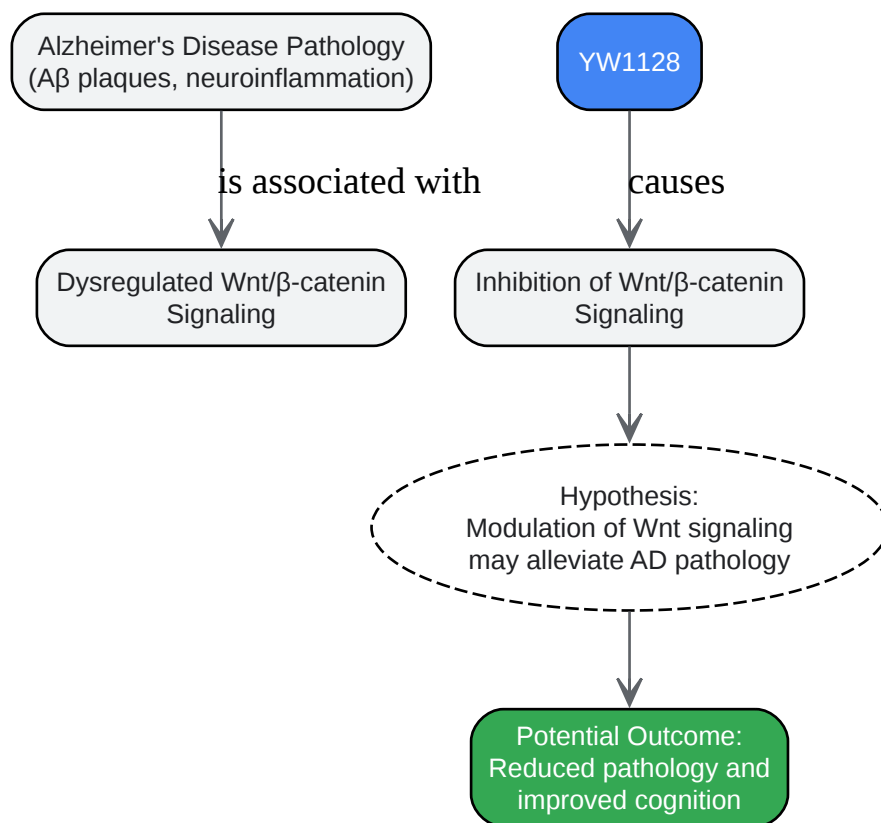 Alzheimer's Disease Pathology
(Aβ plaques, neuroinflammation)
YW1128
is associated with
causes
Dysregulated Wnt/β-catenin
Signaling
Inhibition of Wnt/β-catenin
Signaling
Hypothesis:
Modulation of Wnt signaling
may alleviate AD pathology
Potential Outcome:
Reduced pathology and
improved cognition